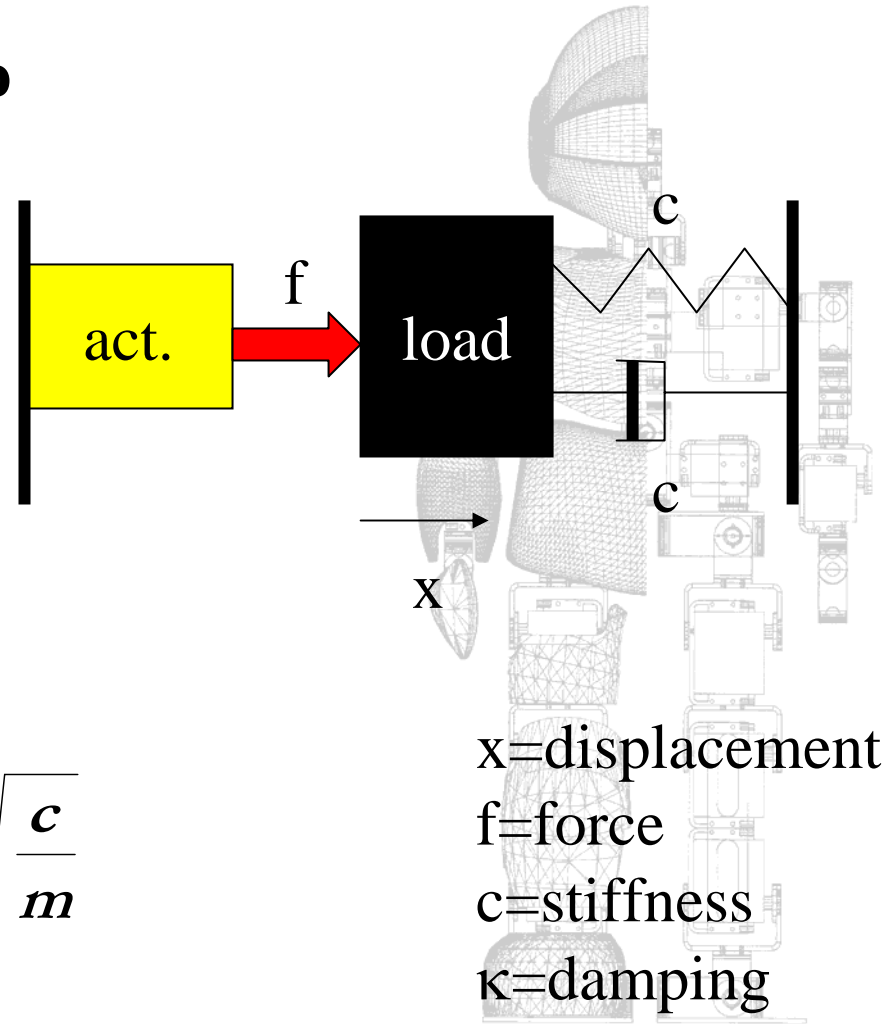 c
f
act.
load
c
x
x=displacement
f=force
c
m
c=stiffness
κ=damping